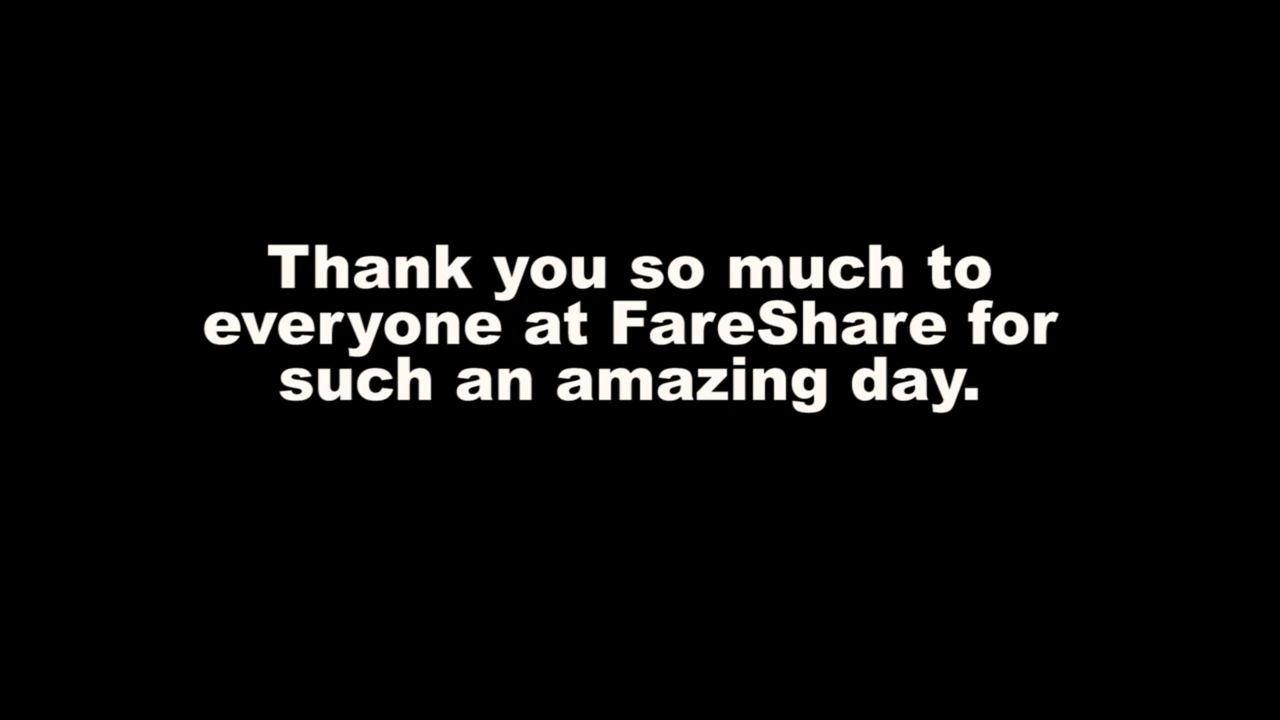 Thank you so much to
everyone at FareShare for
such an amazing day.